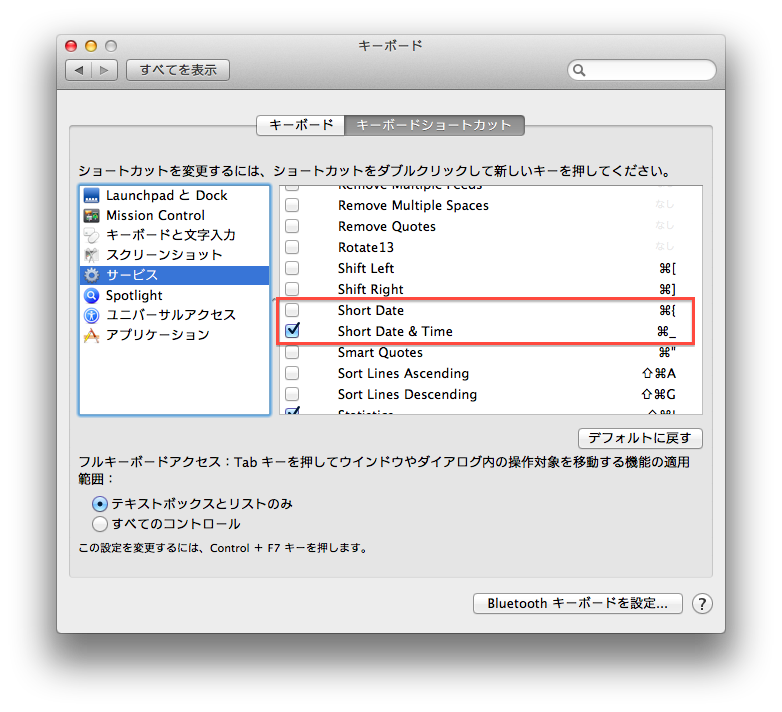 キーボード
すべてを表示
キーボード キーボードショートカット
ショートカットを変更するには、ショートカットをダブルクリックして新しいキーを押してください。
Launchpad と Dock
Mission Control
キーボードと文字入力
スクリーンショット
サービス
Spotlight
ユニバーサルアクセス
アプリケーション
Remove Multiple Feeds
Remove Multiple Spaces なし
Remove Quotes なし
Rotate13 なし
Shift Left ⌘[
Shift Right ⌘]
Short Date ⌘{
Short Date & Time ⌘_
Smart Quotes ⌘"
Sort Lines Ascending ⇧⌘A
Sort Lines Descending ⇧⌘G
Statistics
デフォルトに戻す
フルキーボードアクセス：Tab キーを押してウインドウやダイアログ内の操作対象を移動する機能の適用
範囲：
テキストボックスとリストのみ
すべてのコントロール
この設定を変更するには、Control + F7 キーを押します。
Bluetooth キーボードを設定... ?